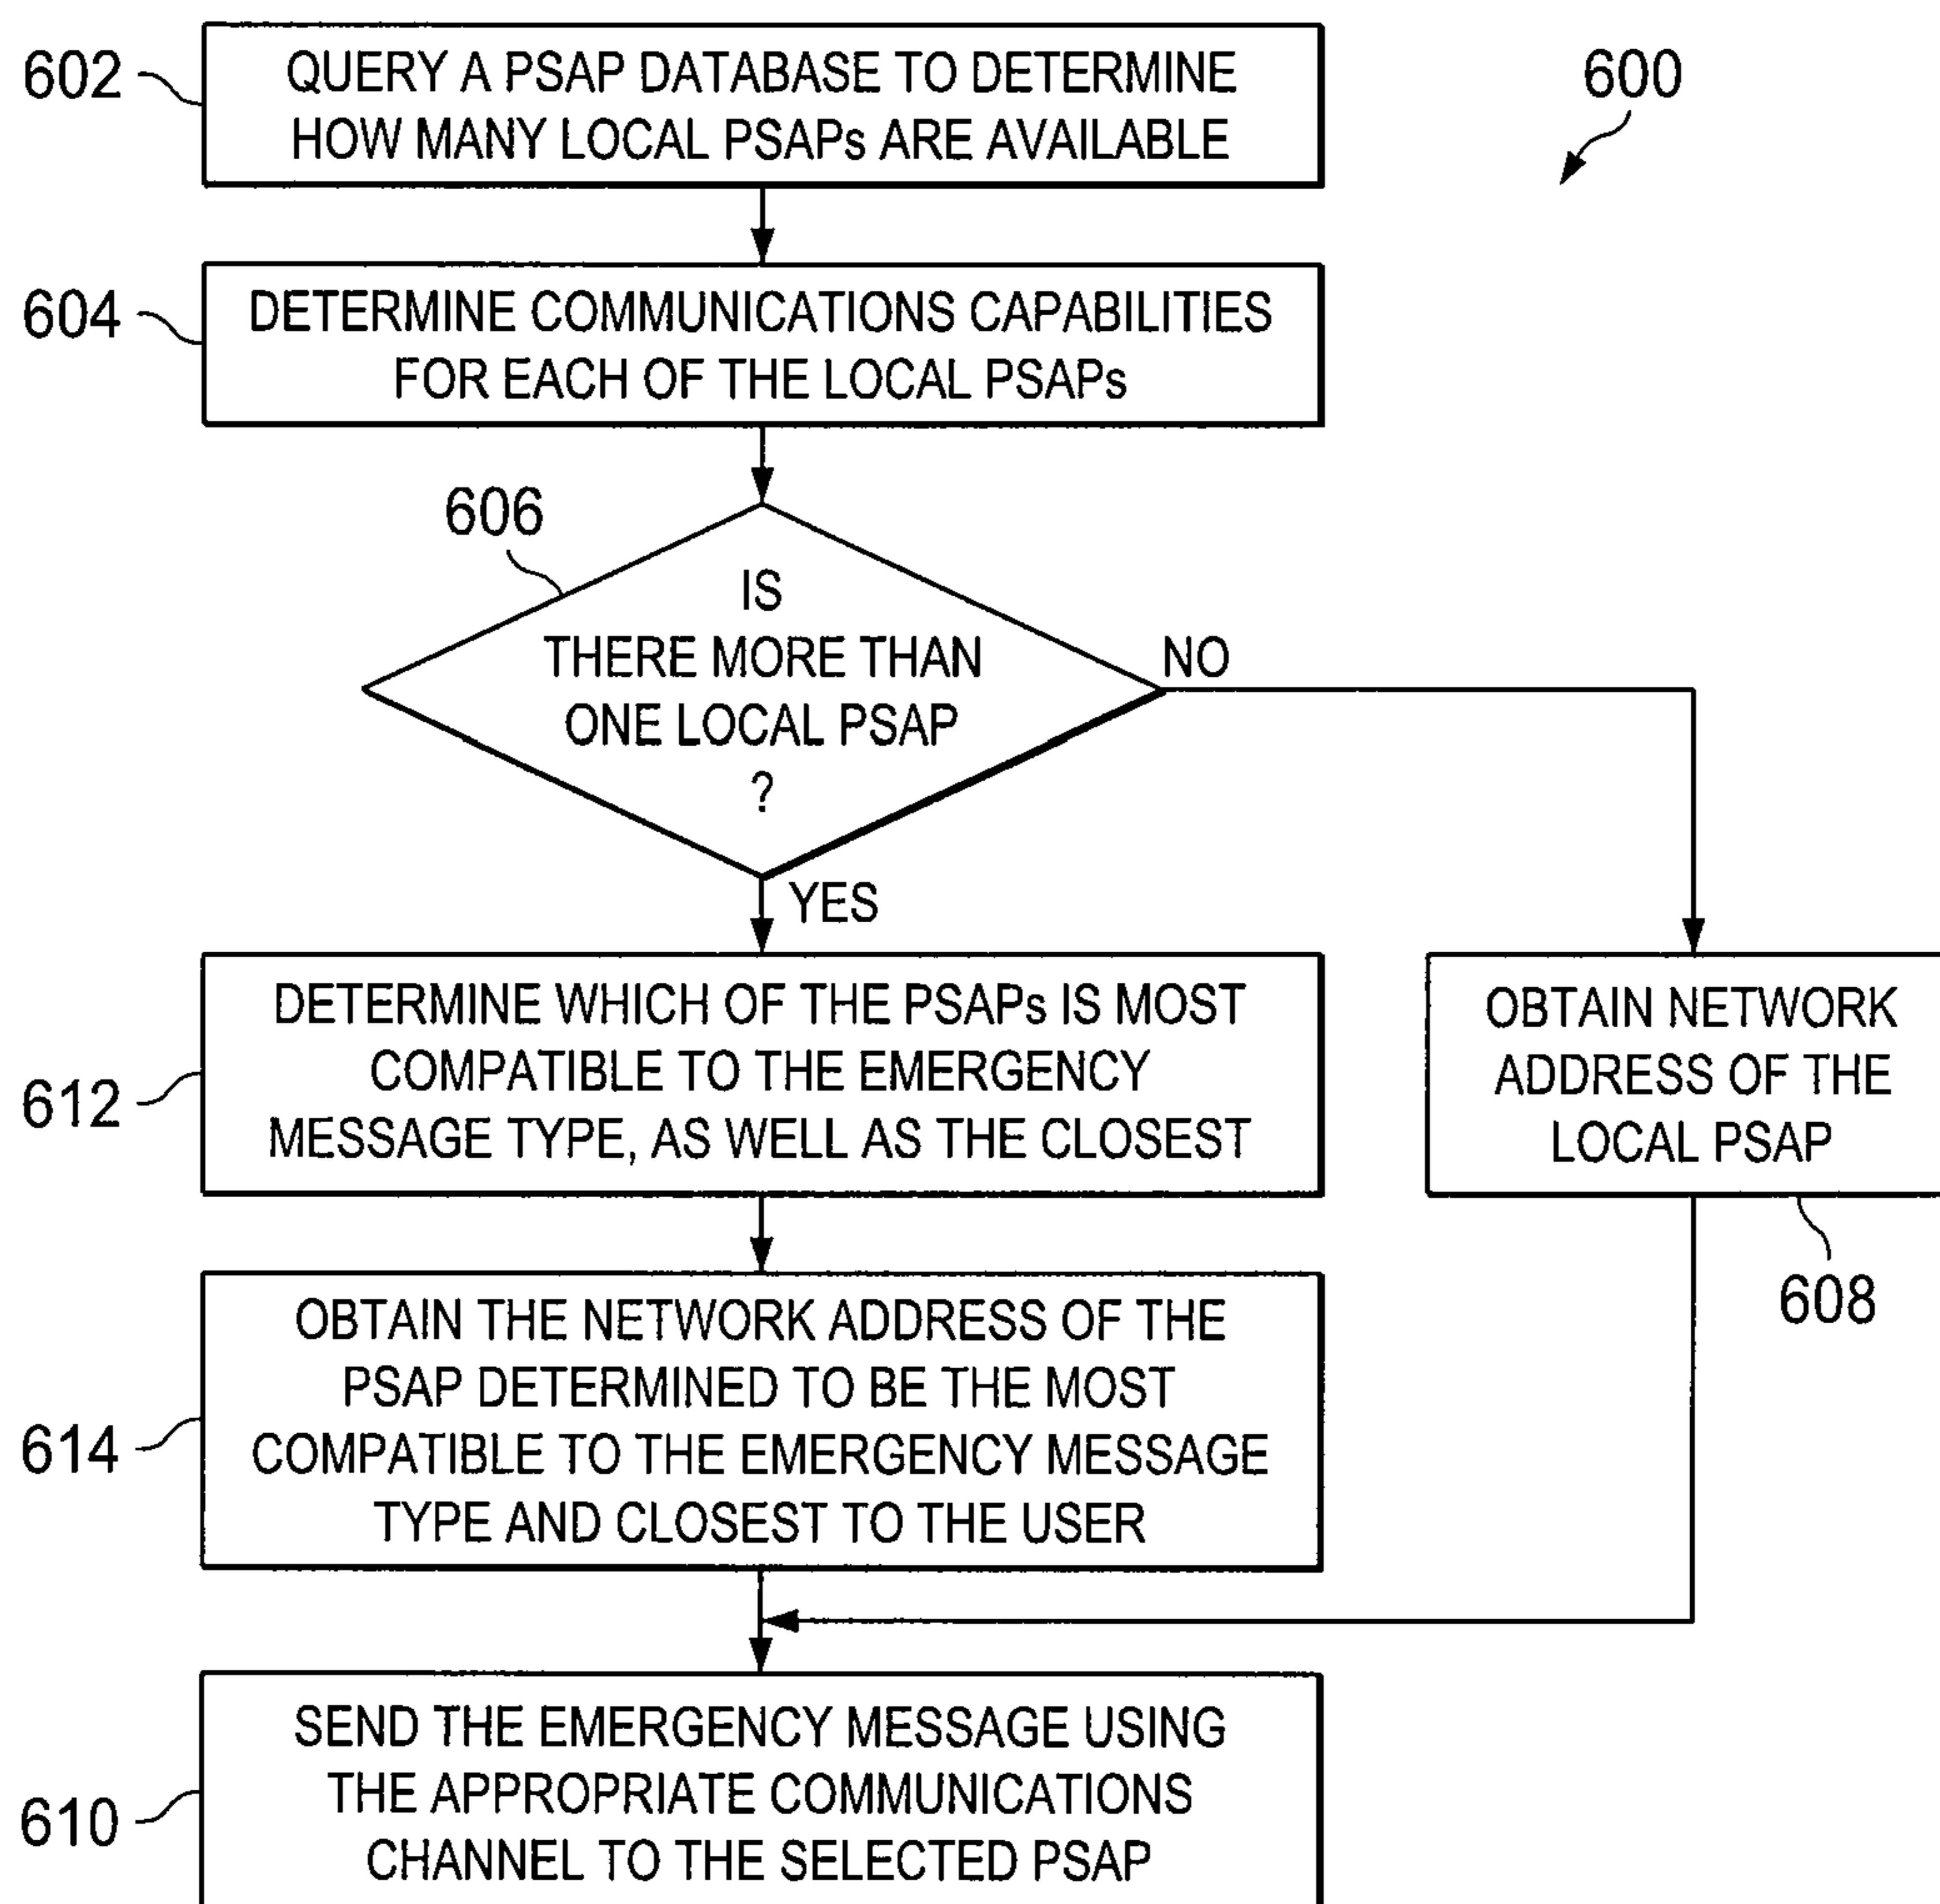 602
QUERY A PSAP DATABASE TO DETERMINE
HOW MANY LOCAL PSAPs ARE AVAILABLE
600
604
DETERMINE COMMUNICATIONS CAPABILITIES
FOR EACH OF THE LOCAL PSAPs
606
IS
THERE MORE THAN
ONE LOCAL PSAP
?
NO
YES
612
DETERMINE WHICH OF THE PSAPs IS MOST
COMPATIBLE TO THE EMERGENCY
MESSAGE TYPE, AS WELL AS THE CLOSEST
OBTAIN NETWORK
ADDRESS OF THE
LOCAL PSAP
608
614
OBTAIN THE NETWORK ADDRESS OF THE
PSAP DETERMINED TO BE THE MOST
COMPATIBLE TO THE EMERGENCY MESSAGE
TYPE AND CLOSEST TO THE USER
610
SEND THE EMERGENCY MESSAGE USING
THE APPROPRIATE COMMUNICATIONS
CHANNEL TO THE SELECTED PSAP